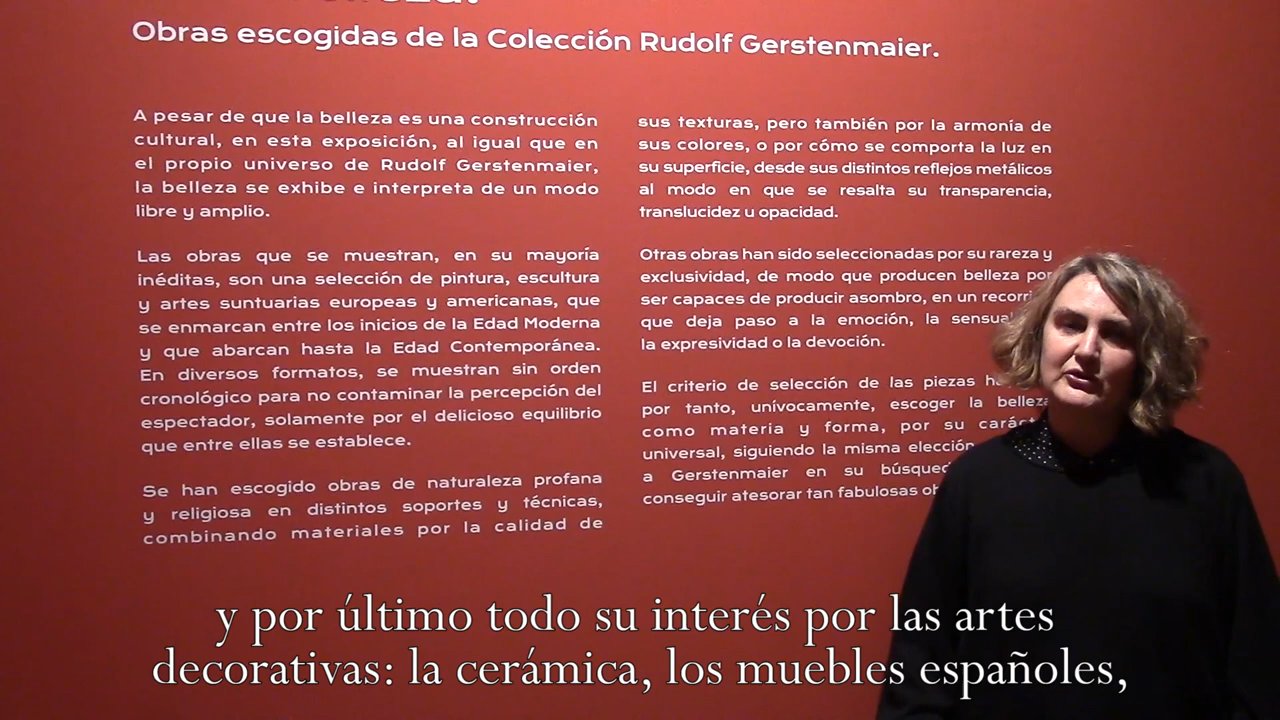 Obras escogidas de la Colección Rudolf Gerstenmaier.
A pesar de que la belleza es una construcción
cultural, en esta exposición, al igual que en
el propio universo de Rudolf Gerstenmaier,
la belleza se exhibe e interpreta de un modo
libre y amplio.
Las obras que se muestran, en su mayoría
inéditas, son una selección de pintura, escultura
y artes suntuarias europeas y americanas, que
se enmarcan entre los inicios de la Edad Moderna
y que abarcan hasta la Edad Contemporánea.
En diversos formatos, se muestran sin orden
cronológico para no contaminar la percepción del
espectador, solamente por el delicioso equilibrio
que entre ellas se establece.
Se han escogido obras de naturaleza profana
y religiosa en distintos soportes y técnicas,
combinando materiales por la calidad de
sus texturas, pero también por la armonía de
sus colores, o por cómo se comporta la luz en
su superficie, desde sus distintos reflejos metálicos
al modo en que se resalta su transparencia,
translucidez u opacidad.
Otras obras han sido seleccionadas por su rareza y
exclusividad, de modo que producen belleza por
ser capaces de producir asombro, en un
que deja paso a la emoción, la
la expresividad o la devoción.
El criterio de selección de las piezas
por tanto, unívocamente, escoger la belleza
como materia y forma, por su
universal, siguiendo la misma elección
a Gerstenmaier en su
conseguir atesorar tan fabulosas
y por último todo su interés por las artes
decorativas: la cerámica, los muebles españoles,